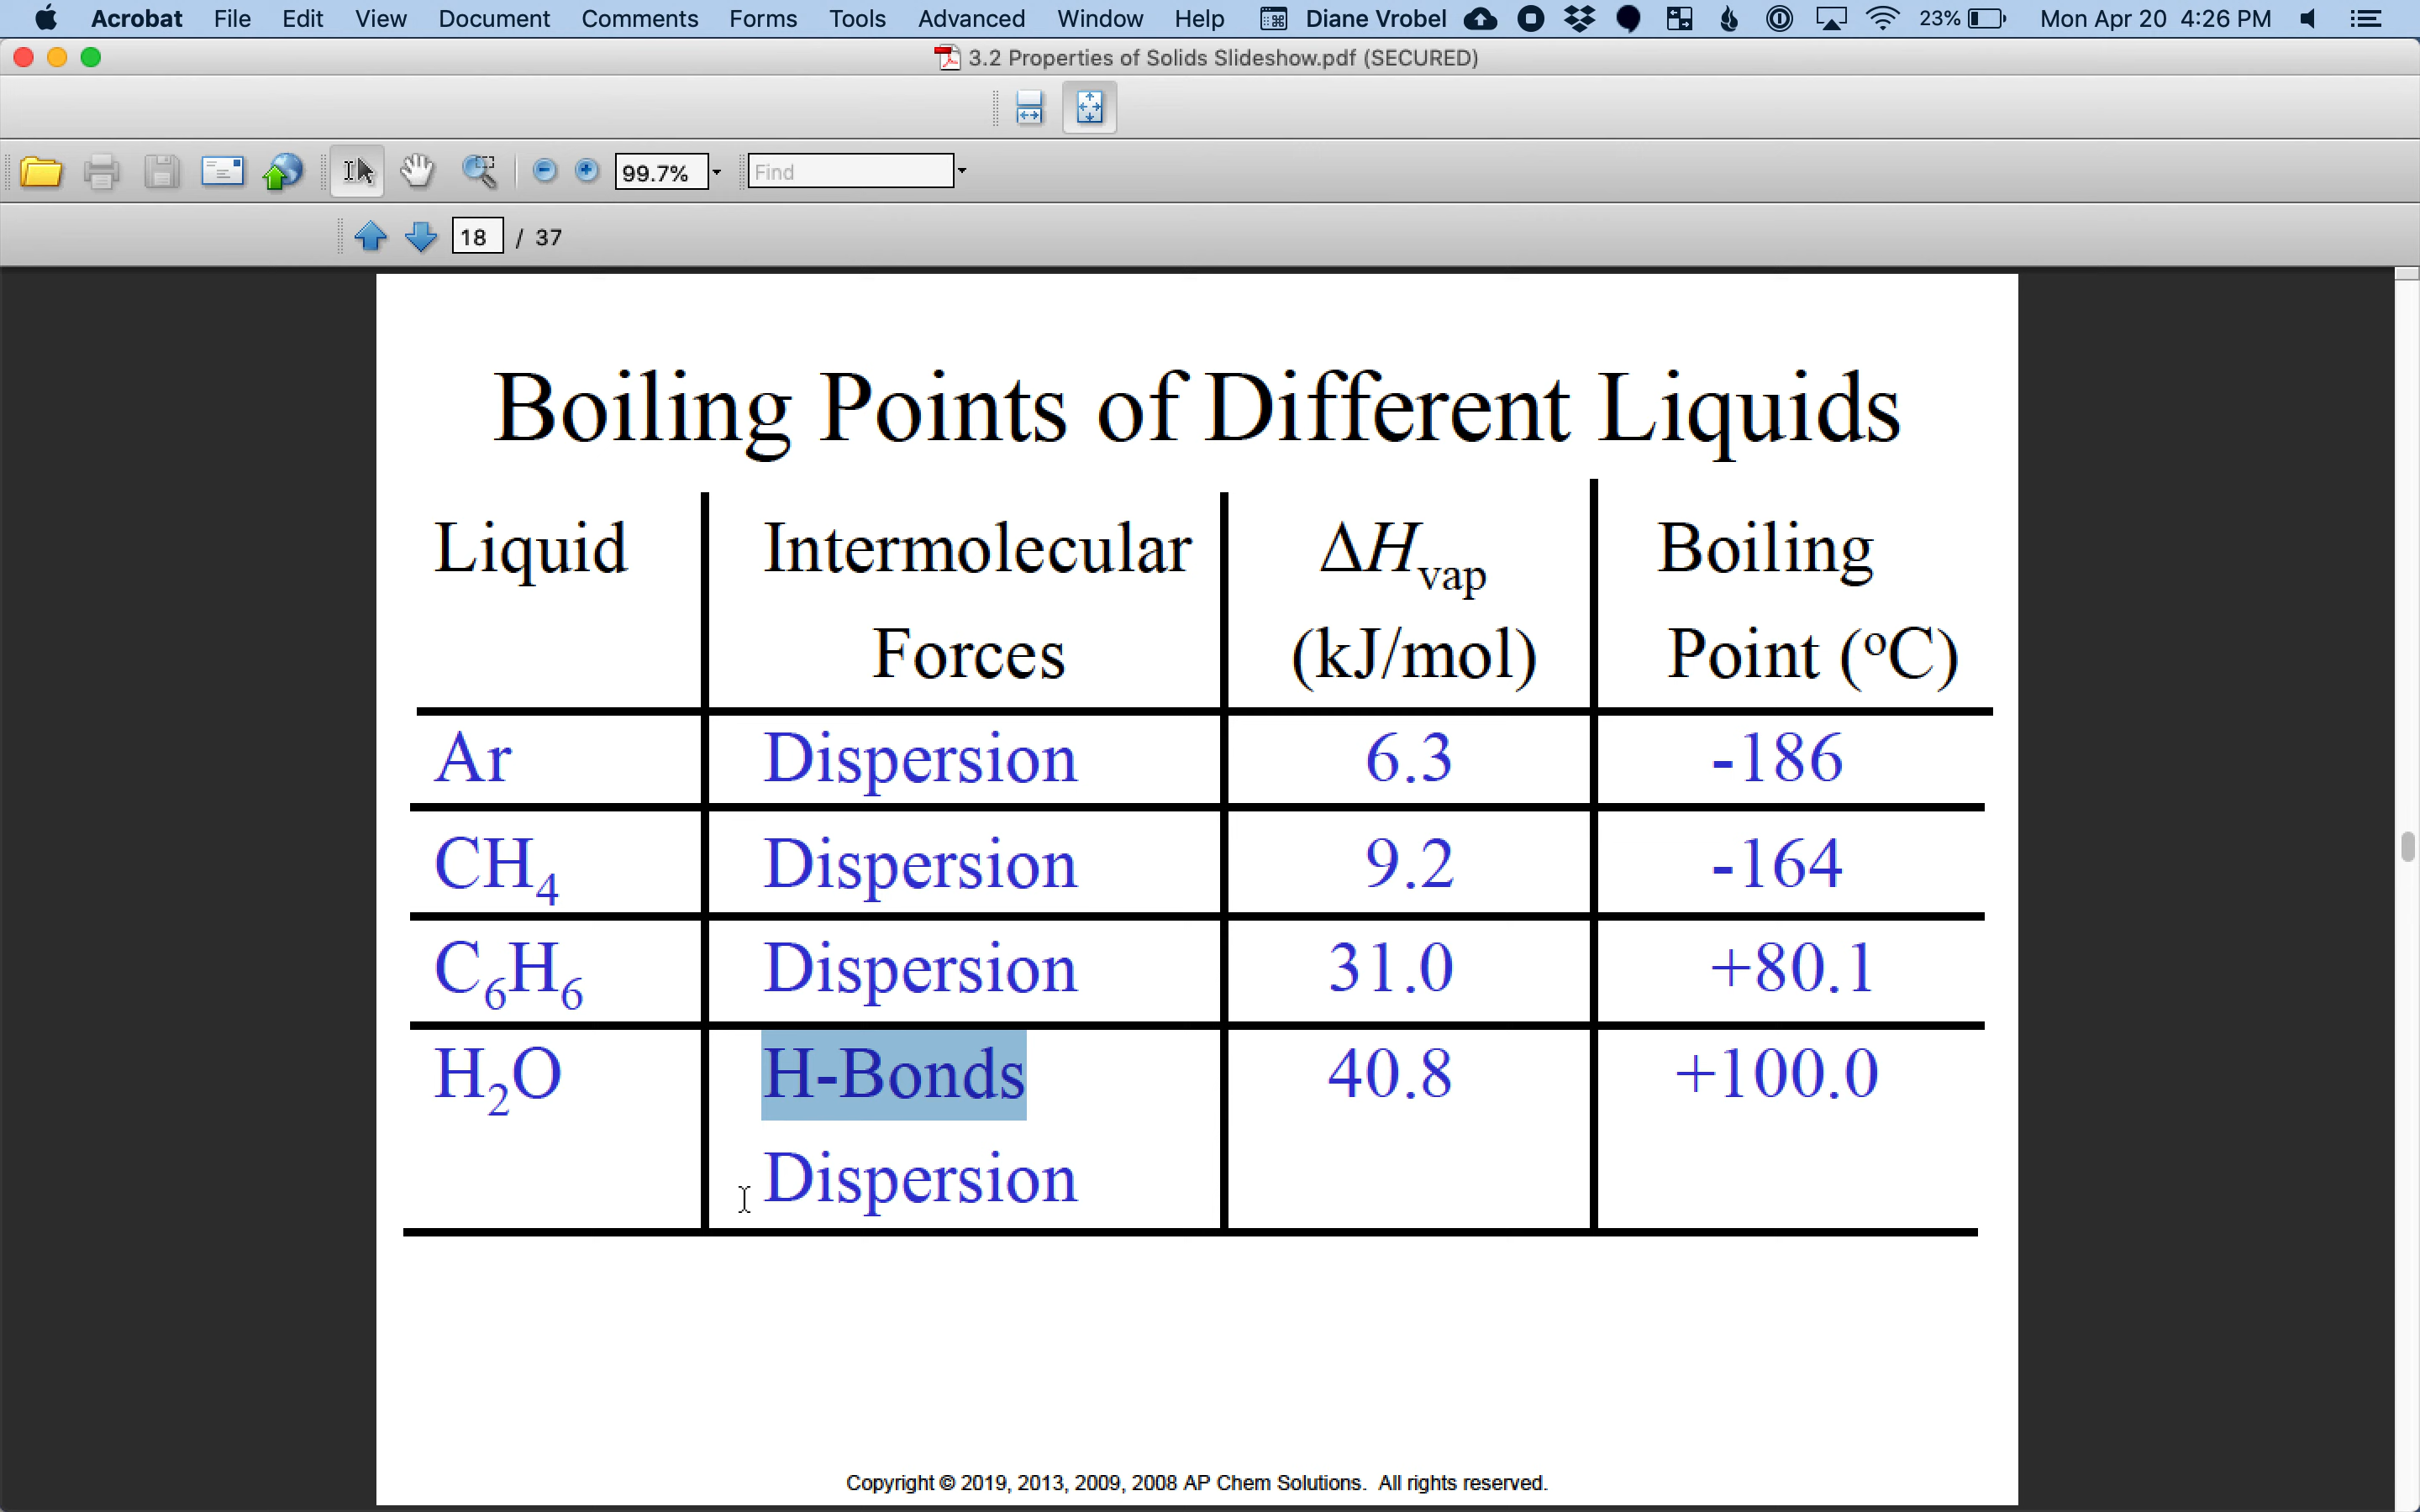 Acrobat File Edit View Document Comments Forms Tools Advanced Window Help Diane Vrobel 23% Mon Apr 20 4:26 PM
3.2 Properties of Solids Slideshow.pdf (SECURED)
99.7% Find
18 / 37
Boiling Points of Different Liquids
Liquid Intermolecular ΔHvap Boiling
Forces (kJ/mol) Point (ºC)
Ar Dispersion 6.3 -186
CH₄ Dispersion 9.2 -164
C₆H₆ Dispersion 31.0 +80.1
H₂O H-Bonds 40.8 +100.0
Dispersion
Copyright © 2019, 2013, 2009, 2008 AP Chem Solutions. All rights reserved.